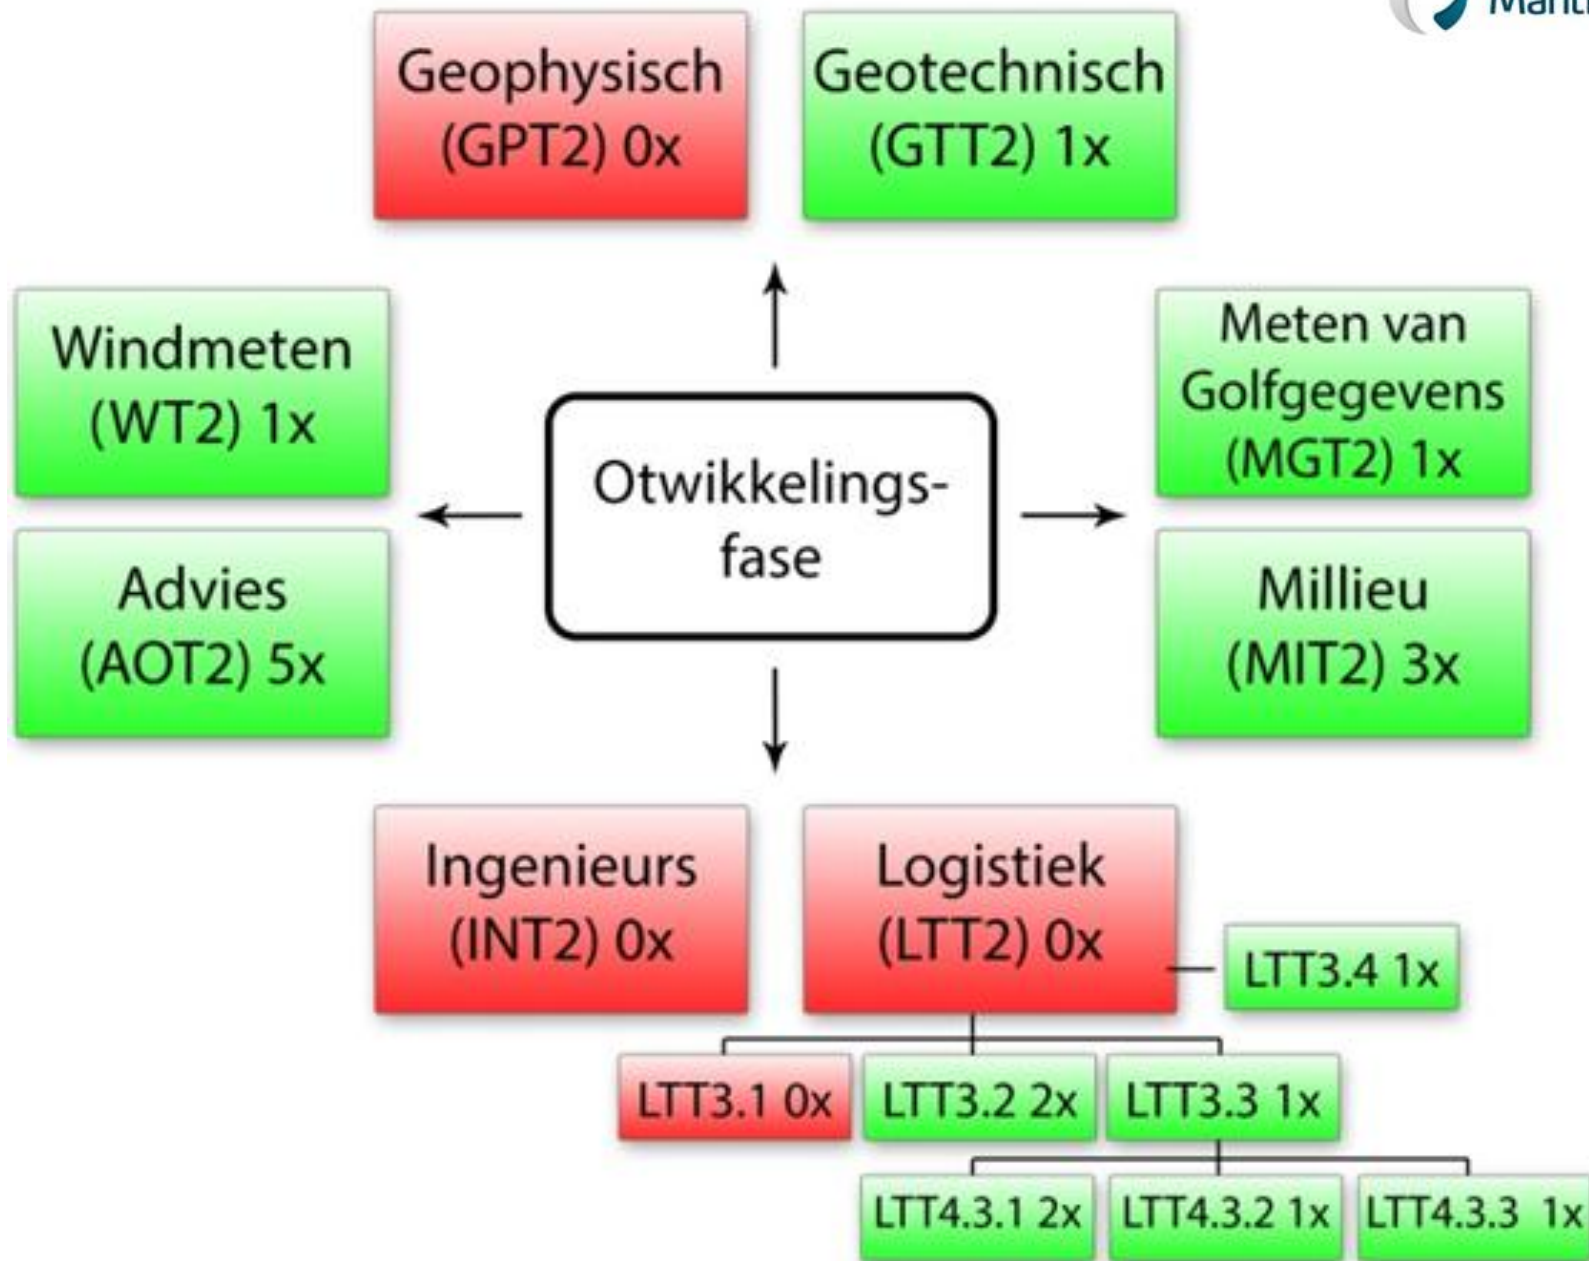 Geophysisch
(GPT2) 0x
Geotechnisch
(GTT2) 1x
Windmeten
(WT2) 1x
Meten van
Golfgegevens
(MGT2) 1x
Otwikkelings-
fase
Advies
(AOT2) 5x
Millieu
(MIT2) 3x
Ingenieurs
(INT2) 0x
Logistiek
(LTT2) 0x
LTT3.4 1x
LTT3.1 0x
LTT3.2 2x
LTT3.3 1x
LTT4.3.1 2x
LTT4.3.2 1x
LTT4.3.3 1x